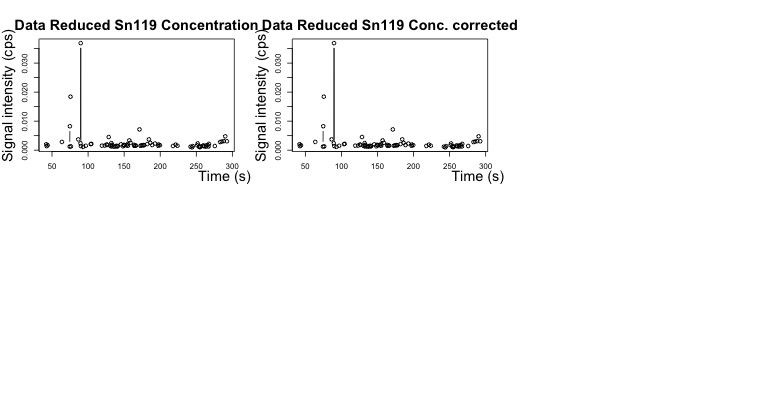 Data Reduced Sn119 Concentration
Signal intensity (cps)
0.000 0.010 0.020 0.030
50 100 150 200 250 300
Time (s)
Data Reduced Sn119 Conc. corrected
Signal intensity (cps)
0.000 0.010 0.020 0.030
50 100 150 200 250 300
Time (s)